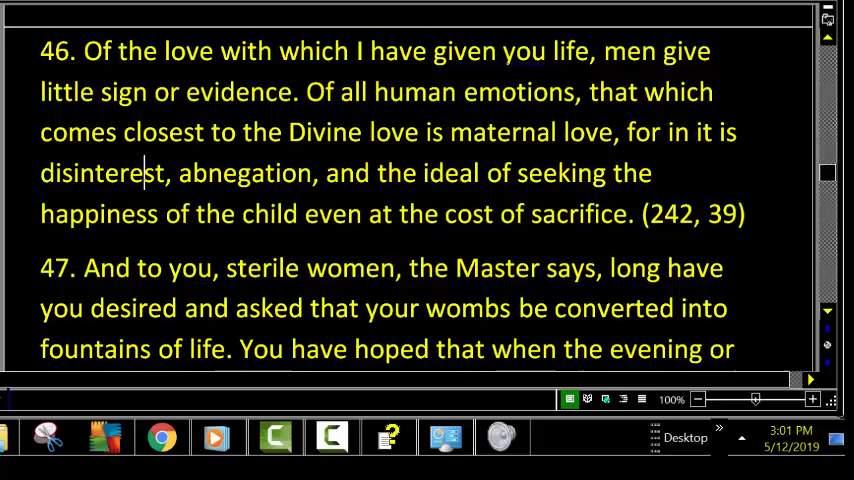 46. Of the love with which I have given you life, men give
little sign or evidence. Of all human emotions, that which
comes closest to the Divine love is maternal love, for in it is
disinterest, abnegation, and the ideal of seeking the
happiness of the child even at the cost of sacrifice. (242, 39)
47. And to you, sterile women, the Master says, long have
you desired and asked that your wombs be converted into
fountains of life. You have hoped that when the evening or
100%
Desktop
3:01 PM
5/12/2019